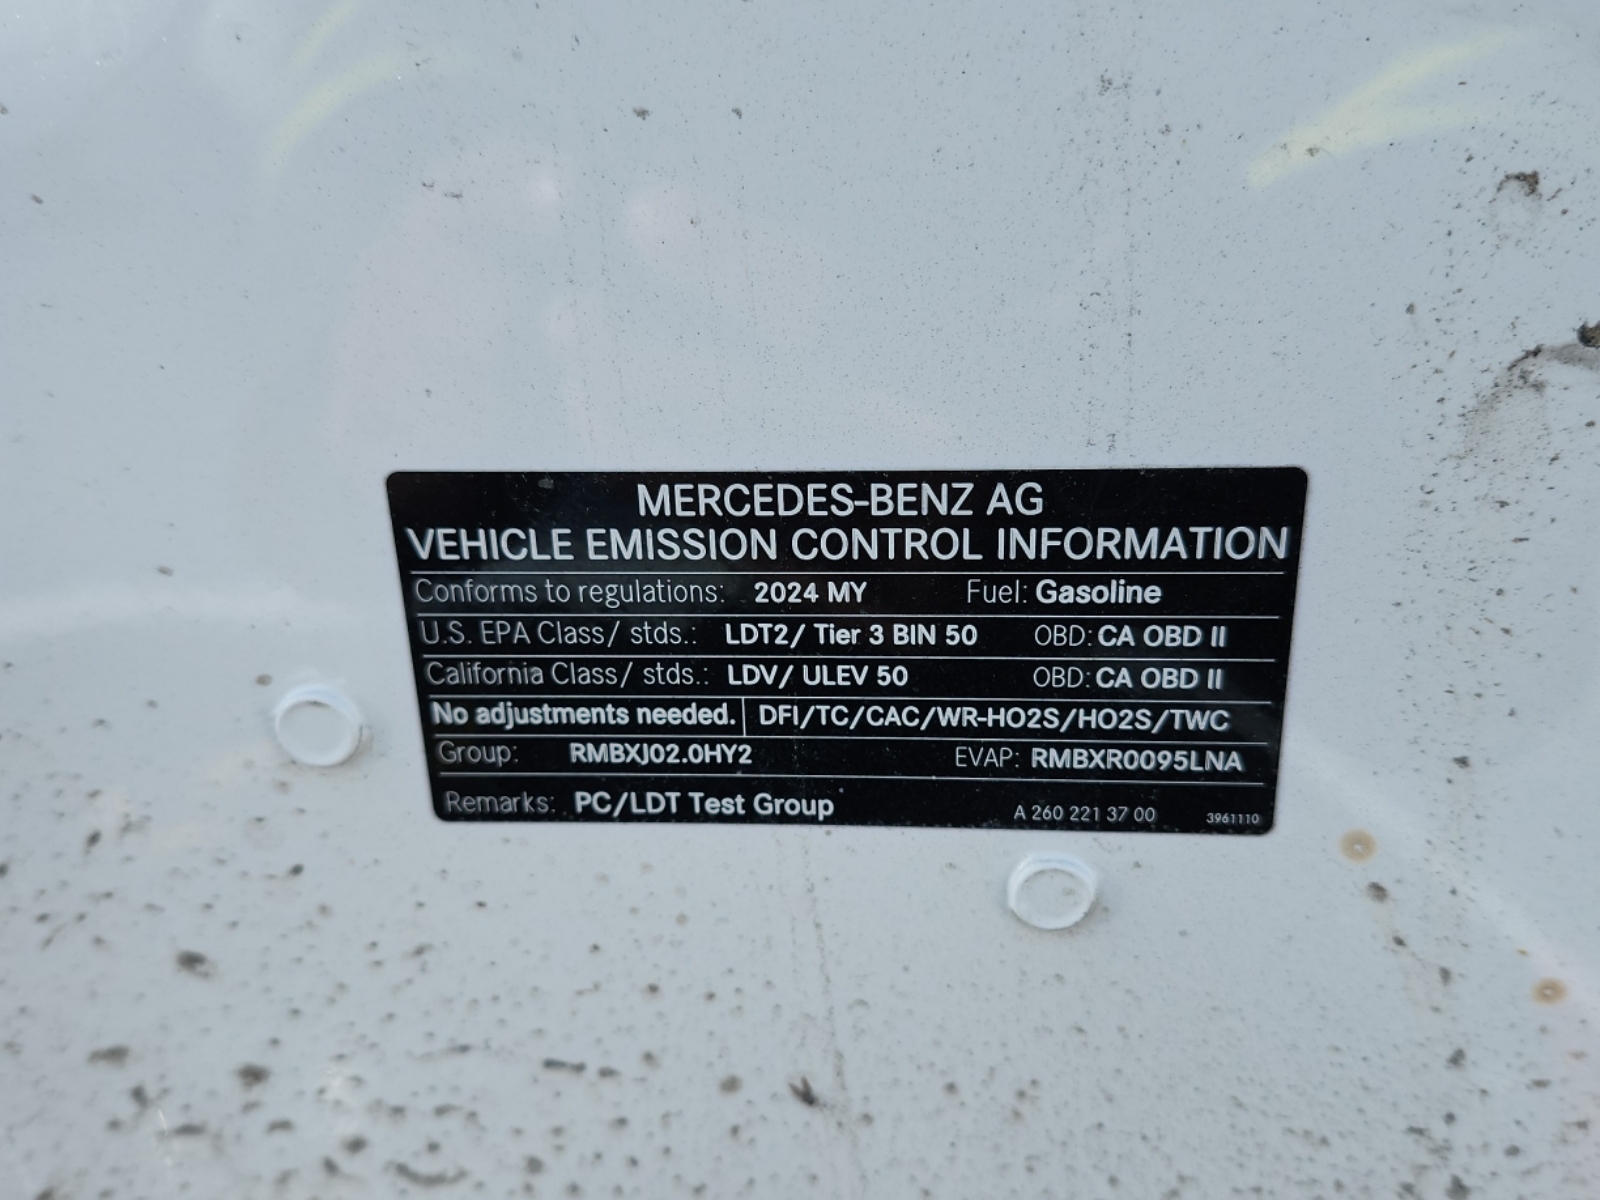 MERCEDES-BENZ AG
VEHICLE EMISSION CONTROL INFORMATION
Conforms to regulations: 2024 MY Fuel: Gasoline
U.S. EPA Class/ stds.: LDT2/ Tier 3 BIN 50 OBD: CA OBD II
California Class/ stds.: LDV/ ULEV 50 OBD: CA OBD II
No adjustments needed. DFI/TC/CAC/WR-HO2S/HO2S/TWC
Group: RMBXJ02.0HY2 EVAP: RMBXR0095LNA
Remarks: PC/LDT Test Group A 260 221 37 00 3961110